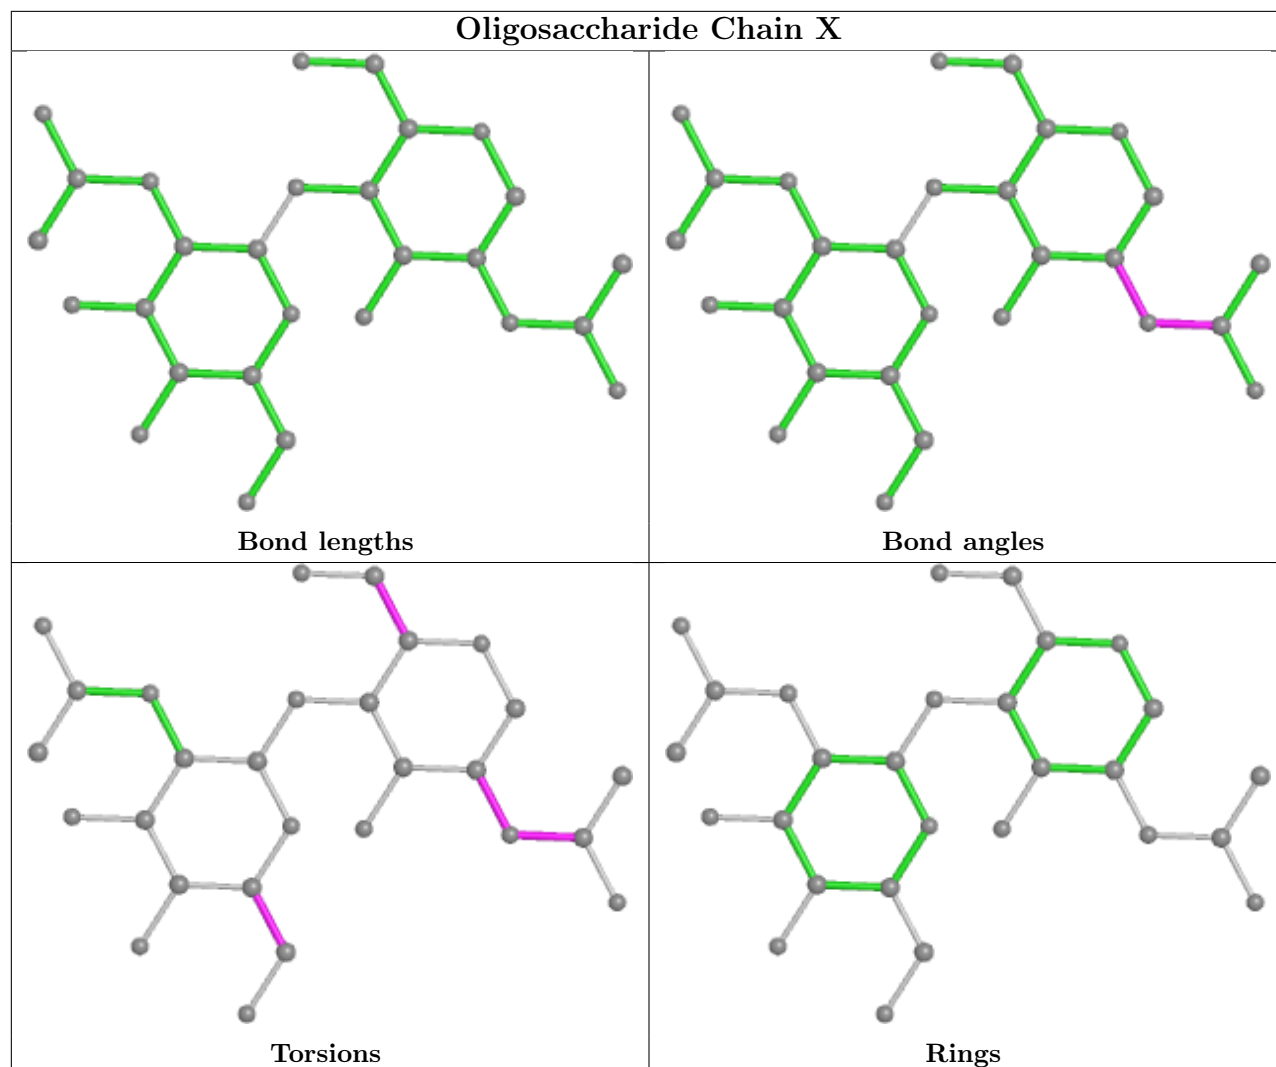 Oligosaccharide Chain X
Bond lengths
Bond angles
Torsions
Rings